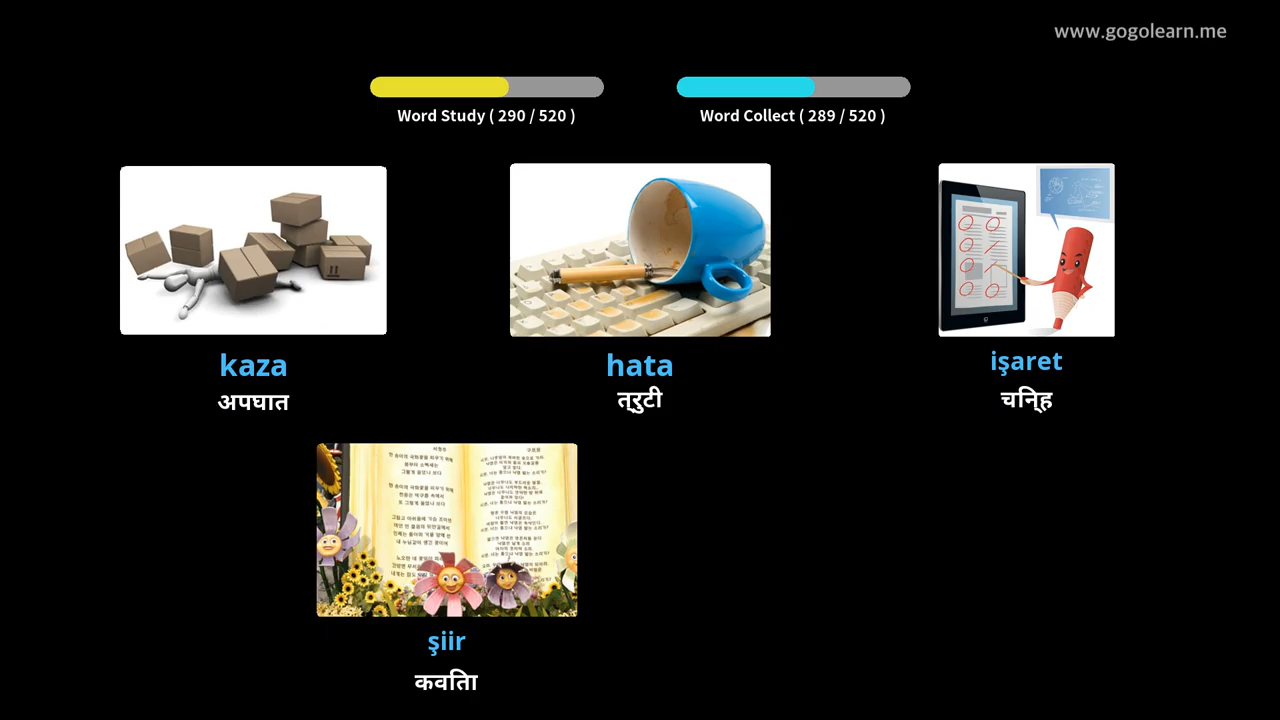 www.gogolearn.me
Word Study ( 290 / 520 )
Word Collect ( 289 / 520 )
kaza
अपघात
hata
त्रुटी
işaret
चिन्ह
şiir
कविता